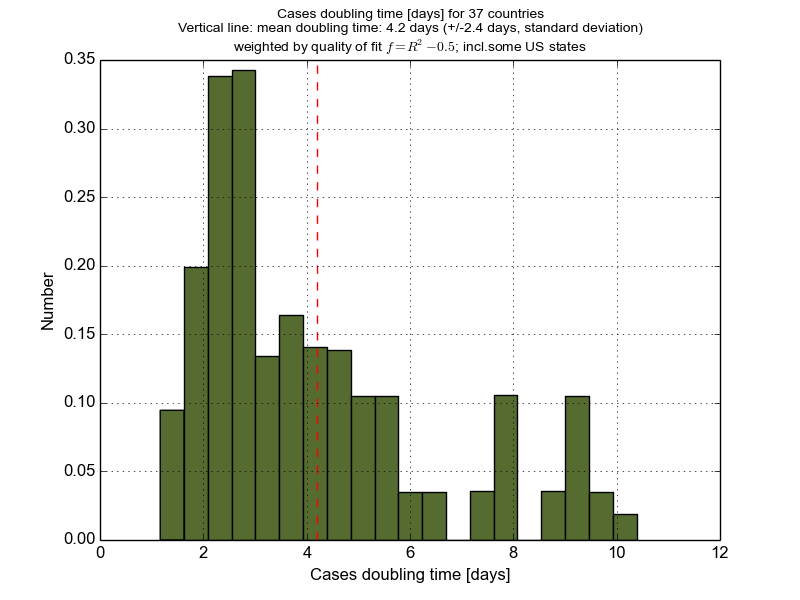 Cases doubling time [days] for 37 countries
Vertical line: mean doubling time: 4.2 days (+/-2.4 days, standard deviation)
weighted by quality of fit f=R² −0.5; incl.some US states
0.35
0.30
0.25
0.20
0.15
0.10
0.05
0.00
Number
0 2 4 6 8 10 12
Cases doubling time [days]